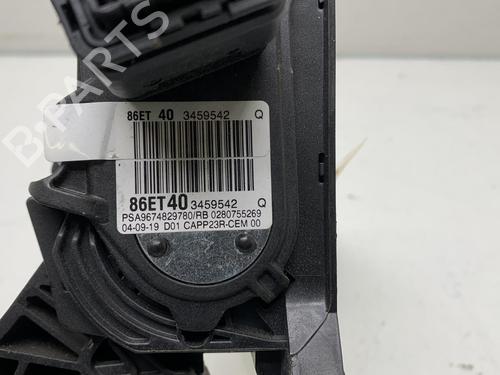 86ET 40 3459542 Q
86ET40 3459542 Q
PSA9674829780/RB 0280755269
04-09-19 D01 CAPP23R-CEM 00
B-PARTS